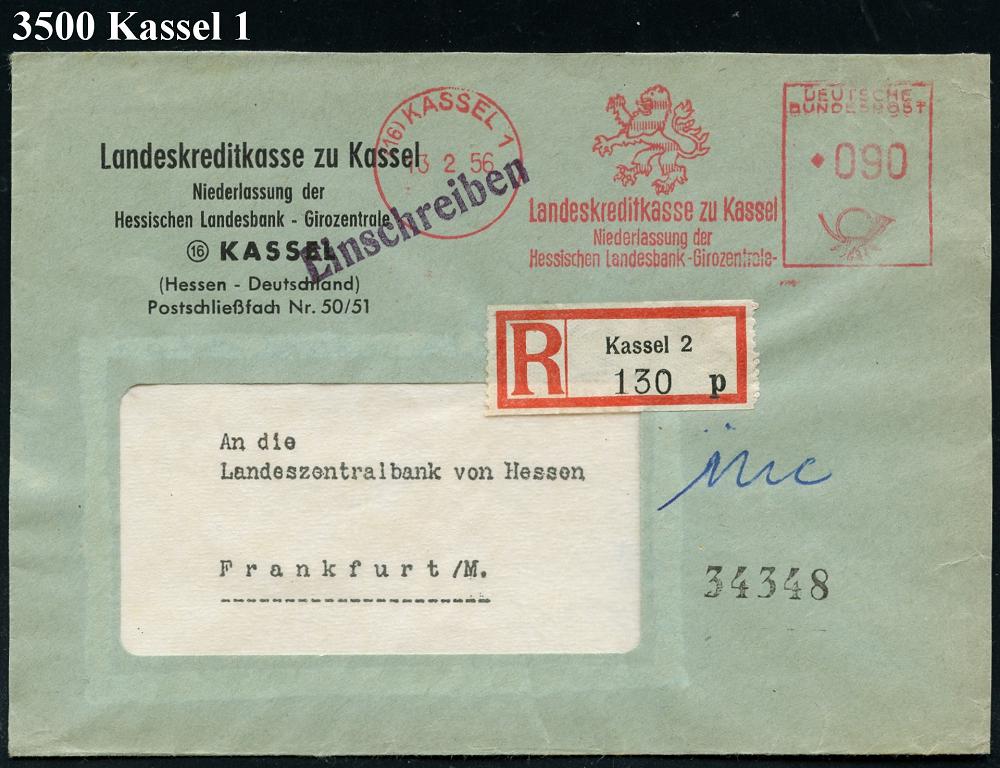 3500 Kassel 1
Landeskreditkasse zu Kassel
Niederlassung der
Hessischen Landesbank - Girozentrale
16 KASSEL
(Hessen - Deutschland)
Postschließfach Nr. 50/51
Einschreiben
(16) KASSEL 1
13 2 56
Landeskreditkasse zu Kassel
Niederlassung der
Hessischen Landesbank-Girozentrale-
DEUTSCHE
BUNDESPOST
090
R
Kassel 2
130 p
An die
Landeszentralbank von Hessen
Frankfurt/M.
34348